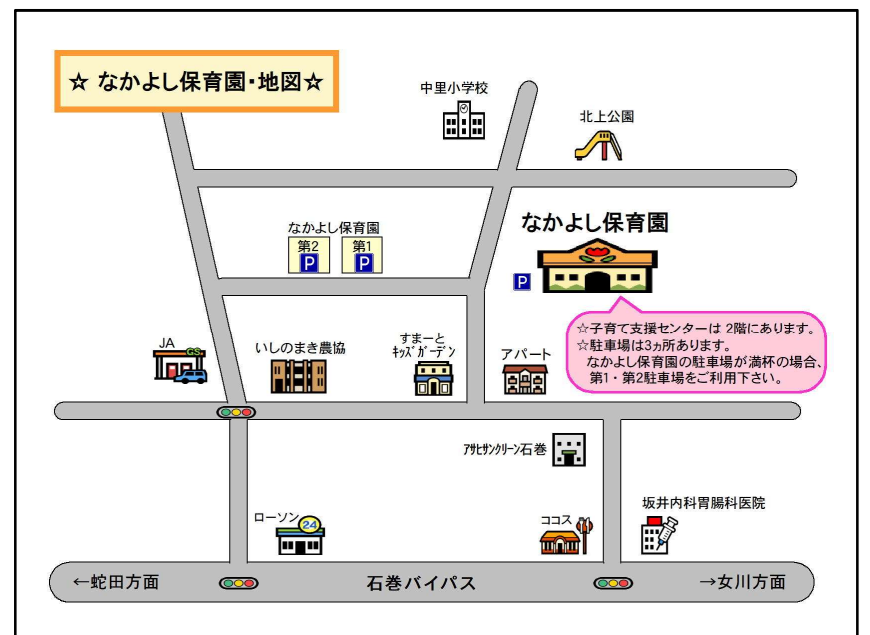 ☆ なかよし保育園・地図☆
中里小学校
北上公園
なかよし保育園
なかよし保育園
第2
第1
P
P
P
☆子育て支援センターは 2階にあります。
☆駐車場は3ヵ所あります。
なかよし保育園の駐車場が満杯の場合、
第1・第2駐車場をご利用下さい。
JA
GS
いしのまき農協
すまーと
キッズガーデン
アパート
アサヒサンクリーン石巻
ローソン
24
ココス
坂井内科胃腸科医院
←蛇田方面
石巻バイパス
→女川方面